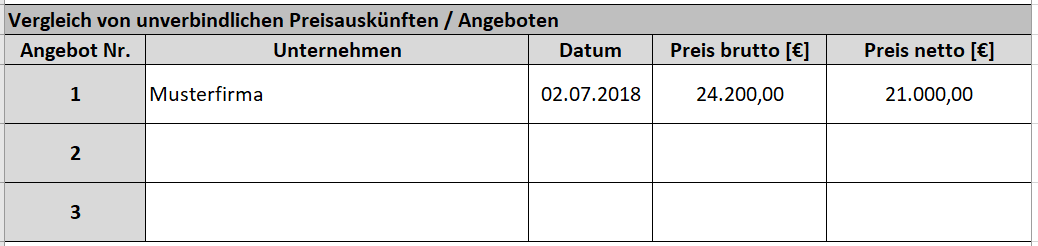 Vergleich von unverbindlichen Preisauskünften / Angeboten
Angebot Nr. Unternehmen Datum Preis brutto [€] Preis netto [€]
1 Musterfirma 02.07.2018 24.200,00 21.000,00
2
3